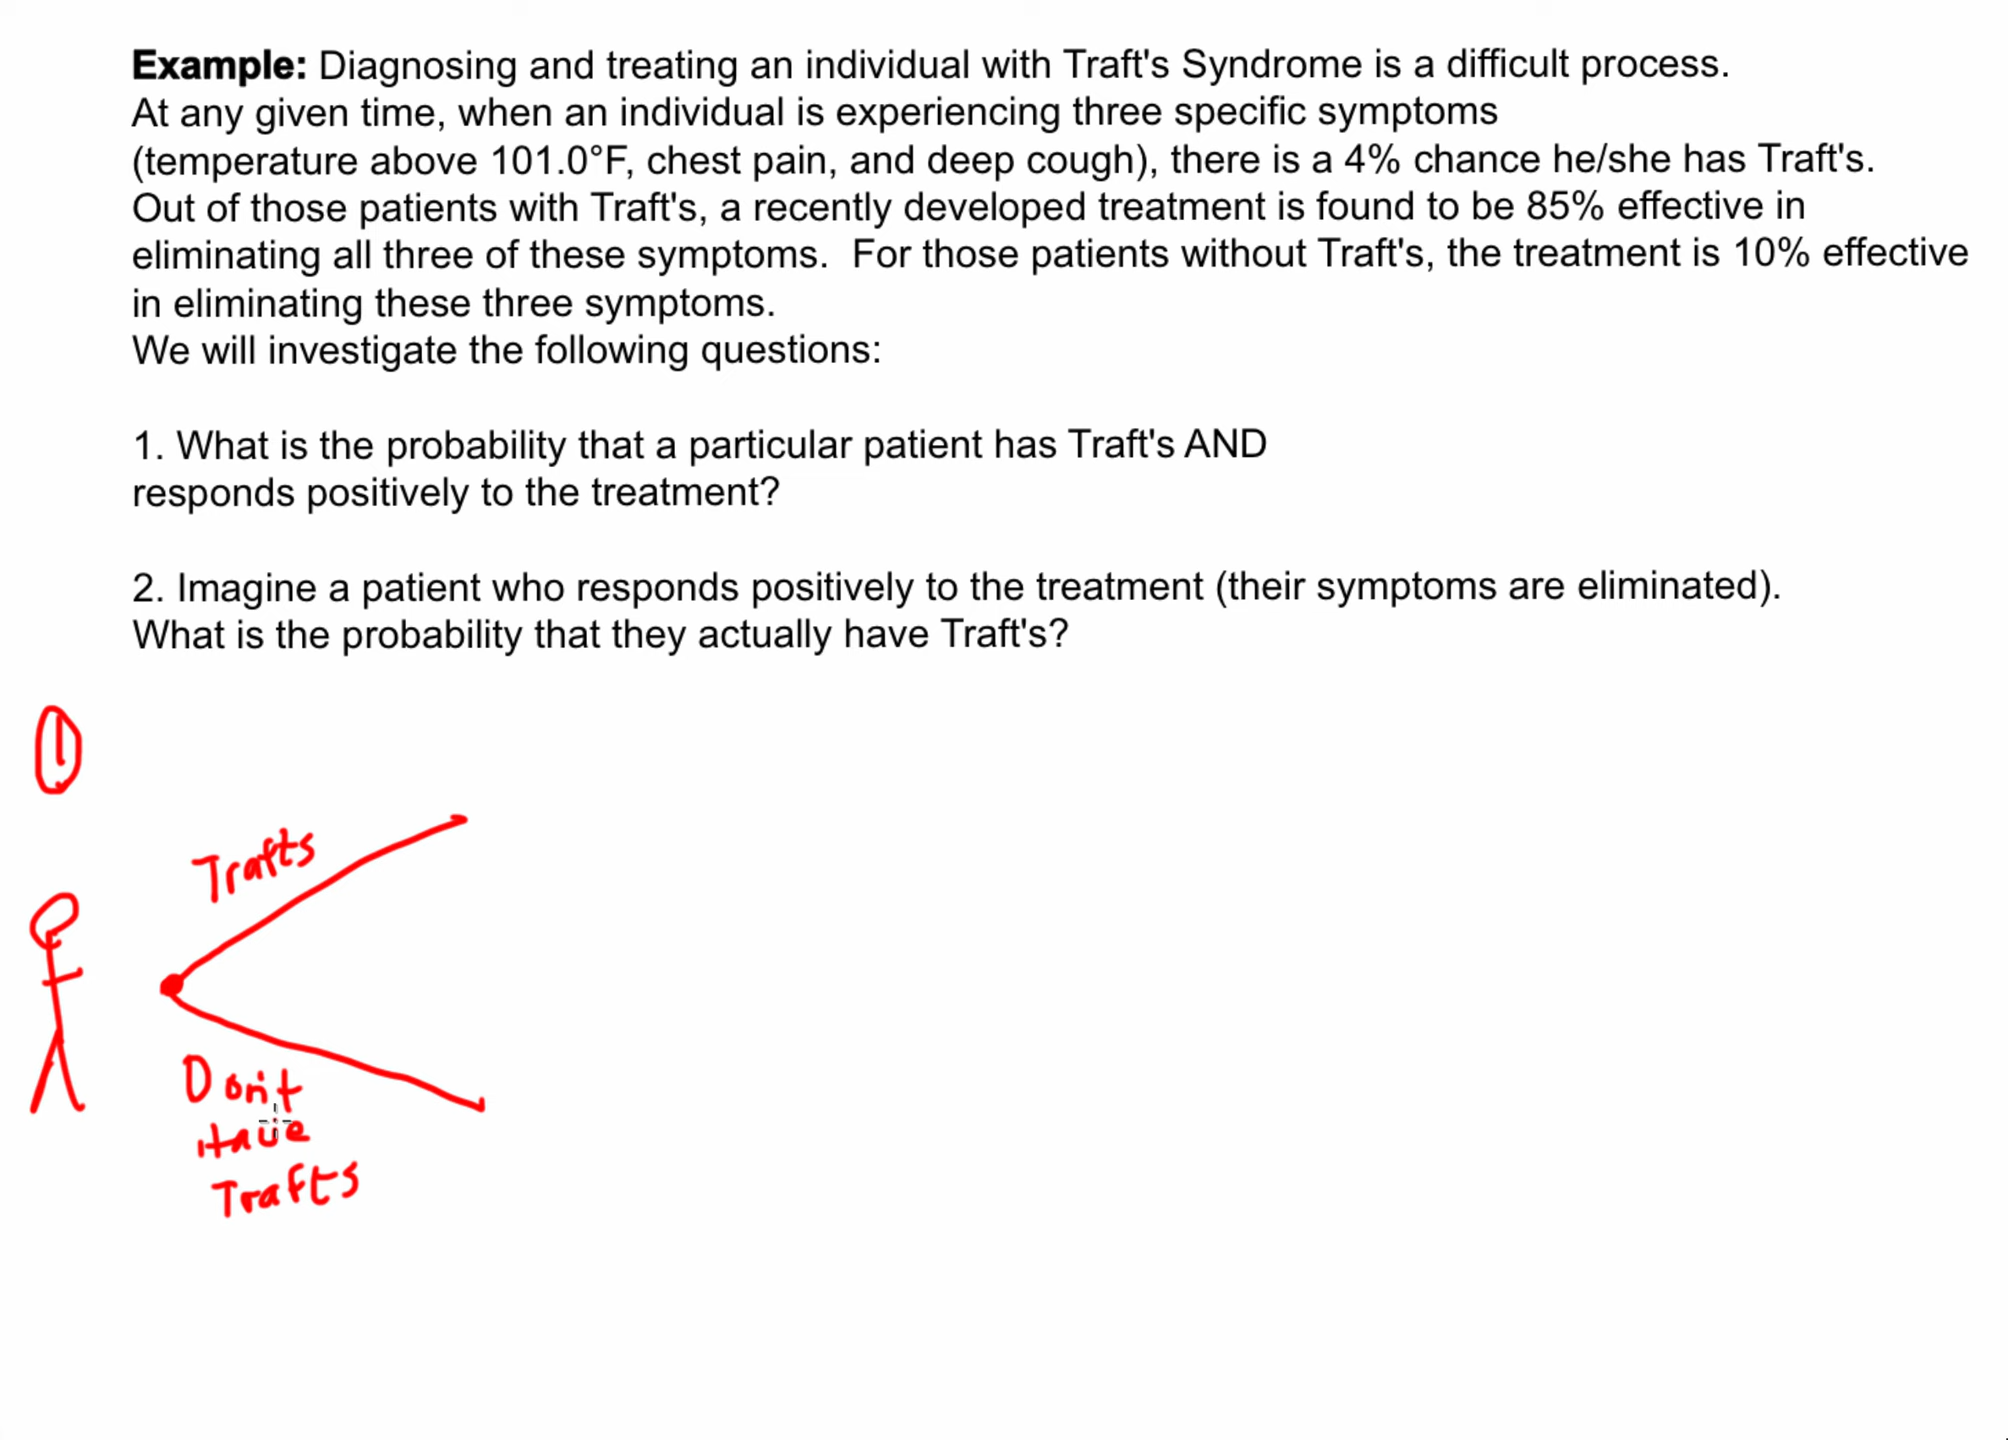 Example: Diagnosing and treating an individual with Traft's Syndrome is a difficult process.
At any given time, when an individual is experiencing three specific symptoms
(temperature above 101.0°F, chest pain, and deep cough), there is a 4% chance he/she has Traft's.
Out of those patients with Traft's, a recently developed treatment is found to be 85% effective in
eliminating all three of these symptoms.  For those patients without Traft's, the treatment is 10% effective
in eliminating these three symptoms.
We will investigate the following questions:
1. What is the probability that a particular patient has Traft's AND
responds positively to the treatment?
2. Imagine a patient who responds positively to the treatment (their symptoms are eliminated).
What is the probability that they actually have Traft's?
1
Trafts
Don't
Have
Trafts